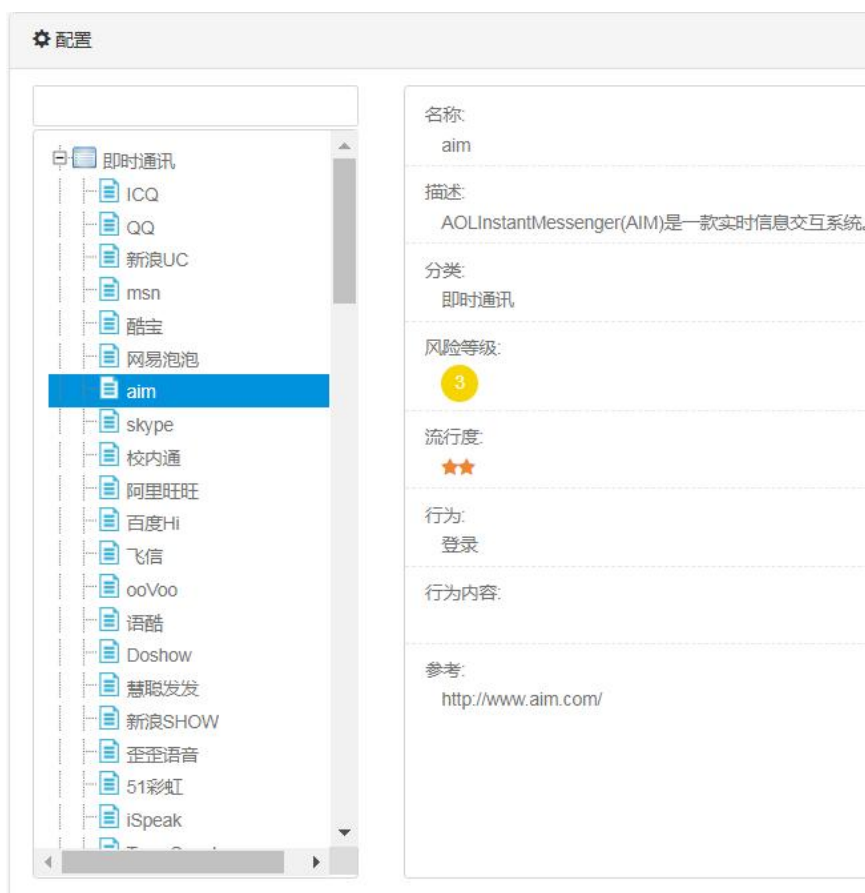 配置
即时通讯
ICQ
QQ
新浪UC
msn
酷宝
网易泡泡
aim
skype
校内通
阿里旺旺
百度Hi
飞信
ooVoo
语酷
Doshow
慧聪发发
新浪SHOW
歪歪语音
51彩虹
iSpeak
名称:
aim
描述:
AOLInstantMessenger(AIM)是一款实时信息交互系统。
分类:
即时通讯
风险等级:
3
流行度:
行为:
登录
行为内容:
参考:
http://www.aim.com/